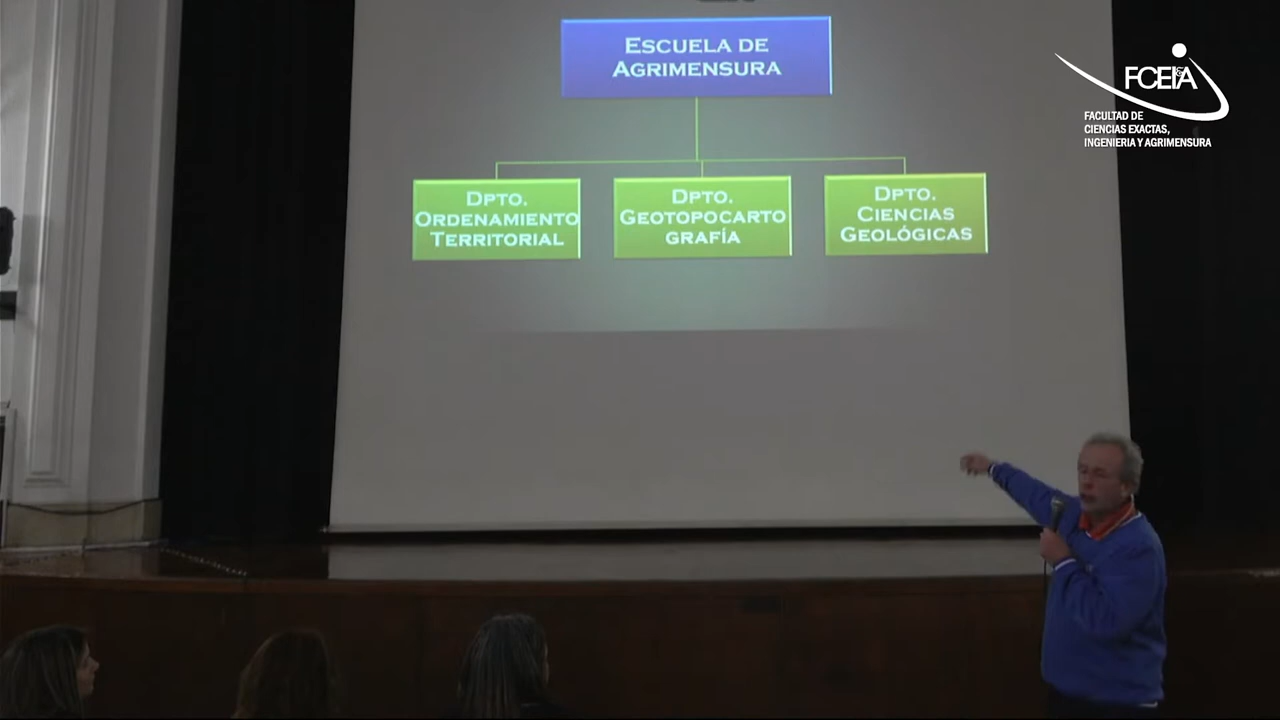 ESCUELA DE
AGRIMENSURA
DPTO.
ORDENAMIENTO
TERRITORIAL
DPTO.
GEOTOPOCARTO
GRAFÍA
DPTO.
CIENCIAS
GEOLÓGICAS
FCEIA
FACULTAD DE
CIENCIAS EXACTAS,
INGENIERIA Y AGRIMENSURA